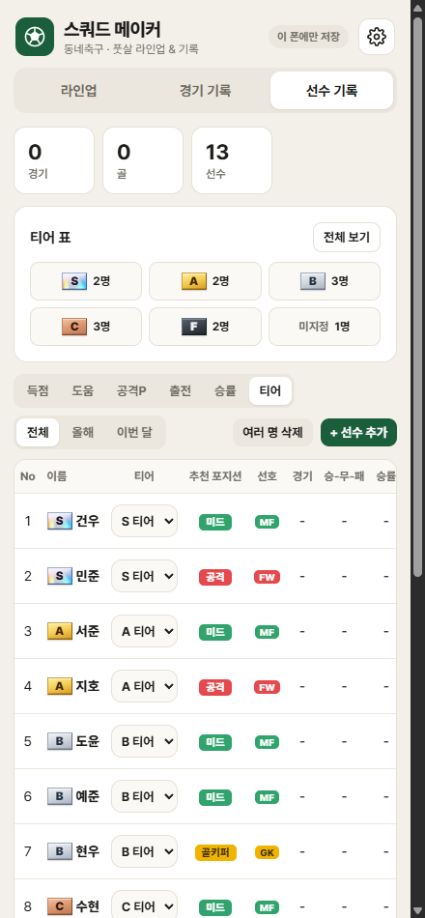 스쿼드 메이커
동네축구 · 풋살 라인업 & 기록
이 폰에만 저장
라인업 경기 기록 선수 기록
0 0 13
경기 골 선수
티어 표 전체 보기
S 2명 A 2명 B 3명
C 3명 F 2명 미지정 1명
득점 도움 공격P 출전 승률 티어
전체 올해 이번 달 여러 명 삭제 + 선수 추가
No 이름 티어 추천 포지션 선호 경기 승-무-패 승률
1 S 건우 S 티어 미드 MF - - -
2 S 민준 S 티어 공격 FW - - -
3 A 서준 A 티어 미드 MF - - -
4 A 지호 A 티어 공격 FW - - -
5 B 도윤 B 티어 미드 MF - - -
6 B 예준 B 티어 미드 MF - - -
7 B 현우 B 티어 골키퍼 GK - - -
8 C 수현 C 티어 미드 MF - - -